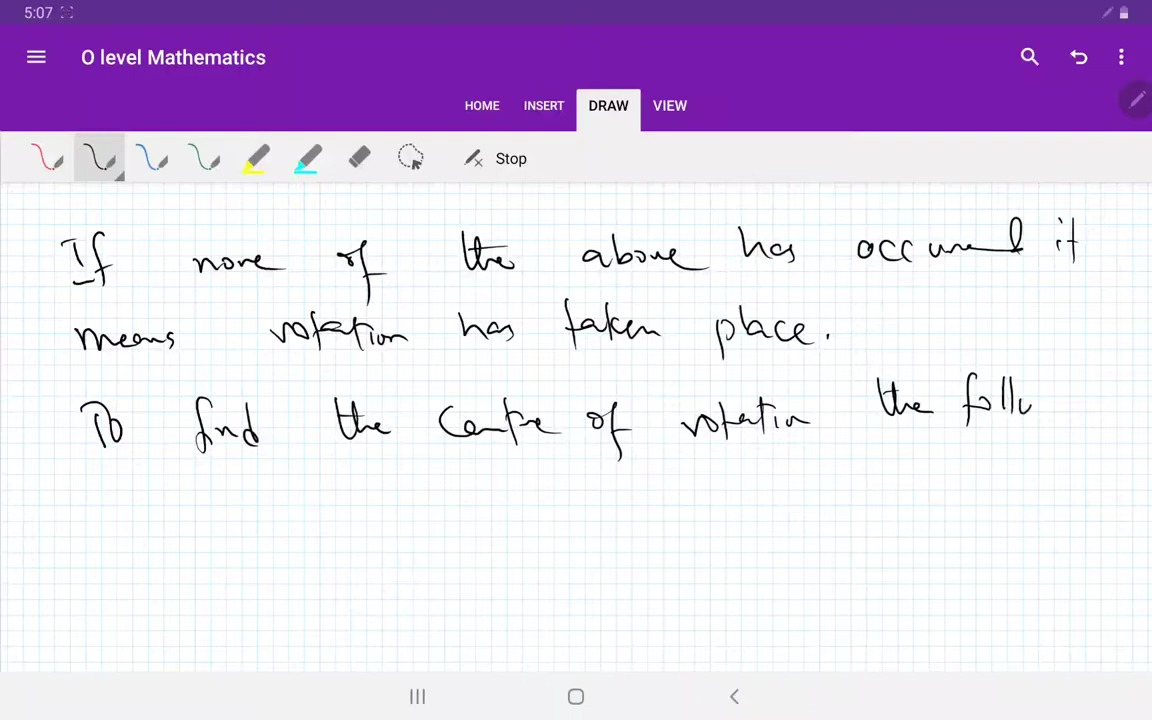 5:07
O level Mathematics
HOME INSERT DRAW VIEW
Stop
If none of the above has occured it
means rotation has taken place.
To find the centre of rotation the follo